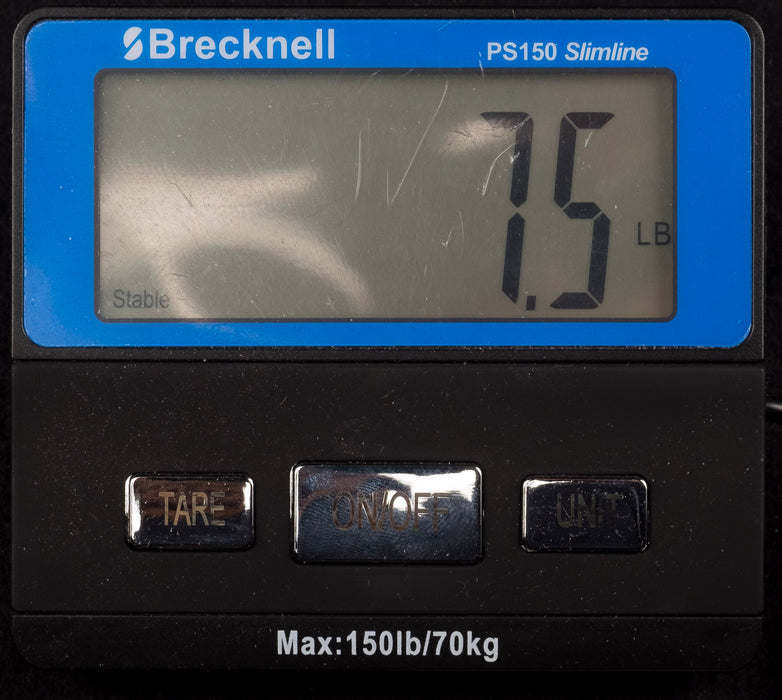 Brecknell
PS150 Slimline
7.5
LB
Stable
TARE ON/OFF UNIT
Max:150lb/70kg